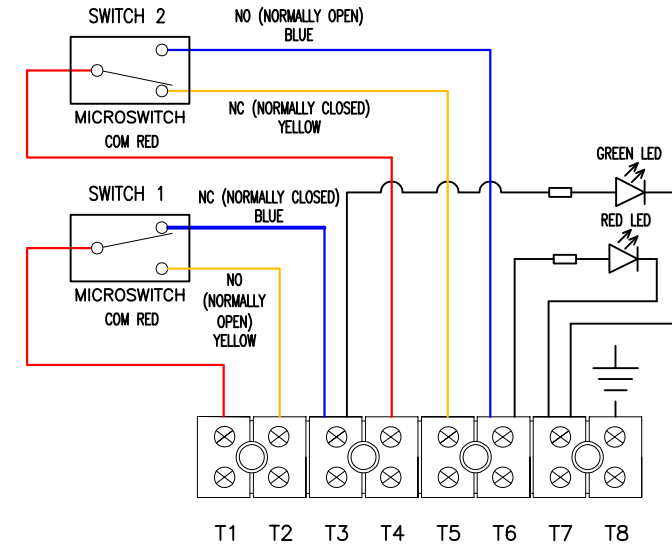 SWITCH 2
NO (NORMALLY OPEN)
BLUE
NC (NORMALLY CLOSED)
YELLOW
MICROSWITCH
COM RED
GREEN LED
SWITCH 1
NC (NORMALLY CLOSED)
BLUE
RED LED
NO
(NORMALLY
OPEN)
YELLOW
MICROSWITCH
COM RED
T1 T2 T3 T4 T5 T6 T7 T8